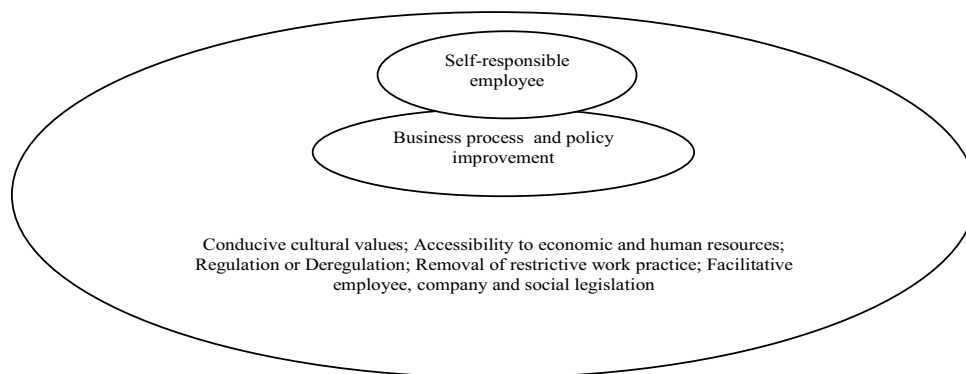 Self-responsible
employee
Business process and policy
improvement
Conducive cultural values; Accessibility to economic and human resources;
Regulation or Deregulation; Removal of restrictive work practice; Facilitative
employee, company and social legislation